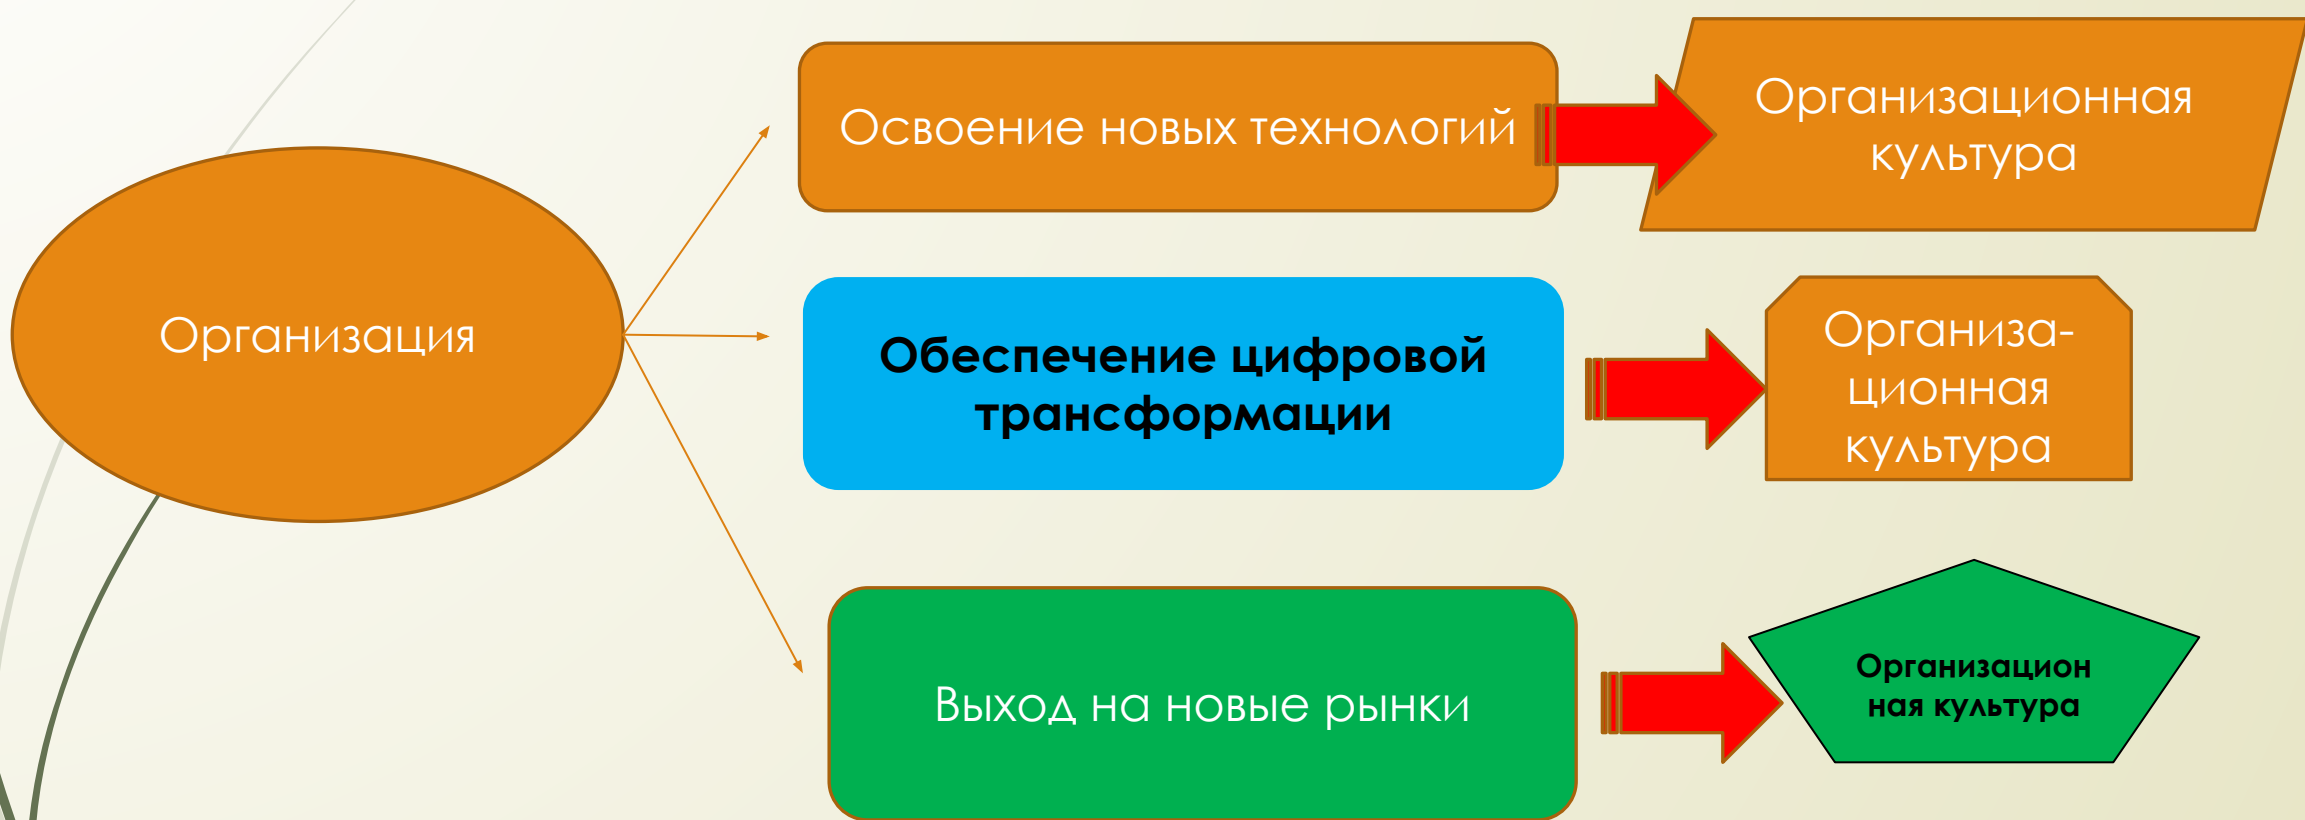 Организация
Освоение новых технологий
Организационная
культура
Обеспечение цифровой
трансформации
Организа-
ционная
культура
Выход на новые рынки
Организацион
ная культура